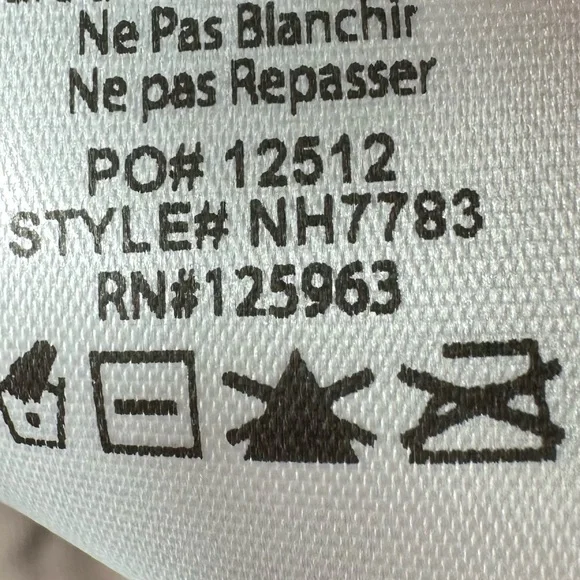 Ne Pas Blanchir
Ne pas Repasser
PO# 12512
STYLE# NH7783
RN#125963